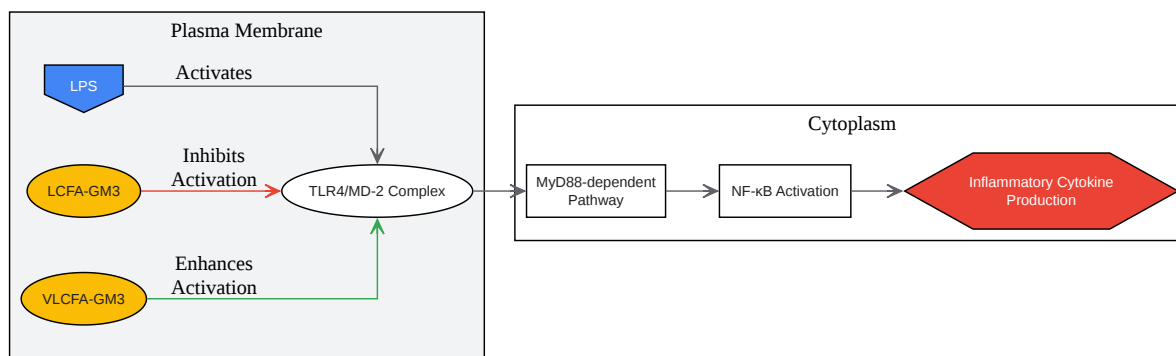 Plasma Membrane
LPS
Activates
LCFA-GM3
Inhibits
Activation
TLR4/MD-2 Complex
VLCFA-GM3
Enhances
Activation
Cytoplasm
MyD88-dependent
Pathway
NF-κB Activation
Inflammatory Cytokine
Production